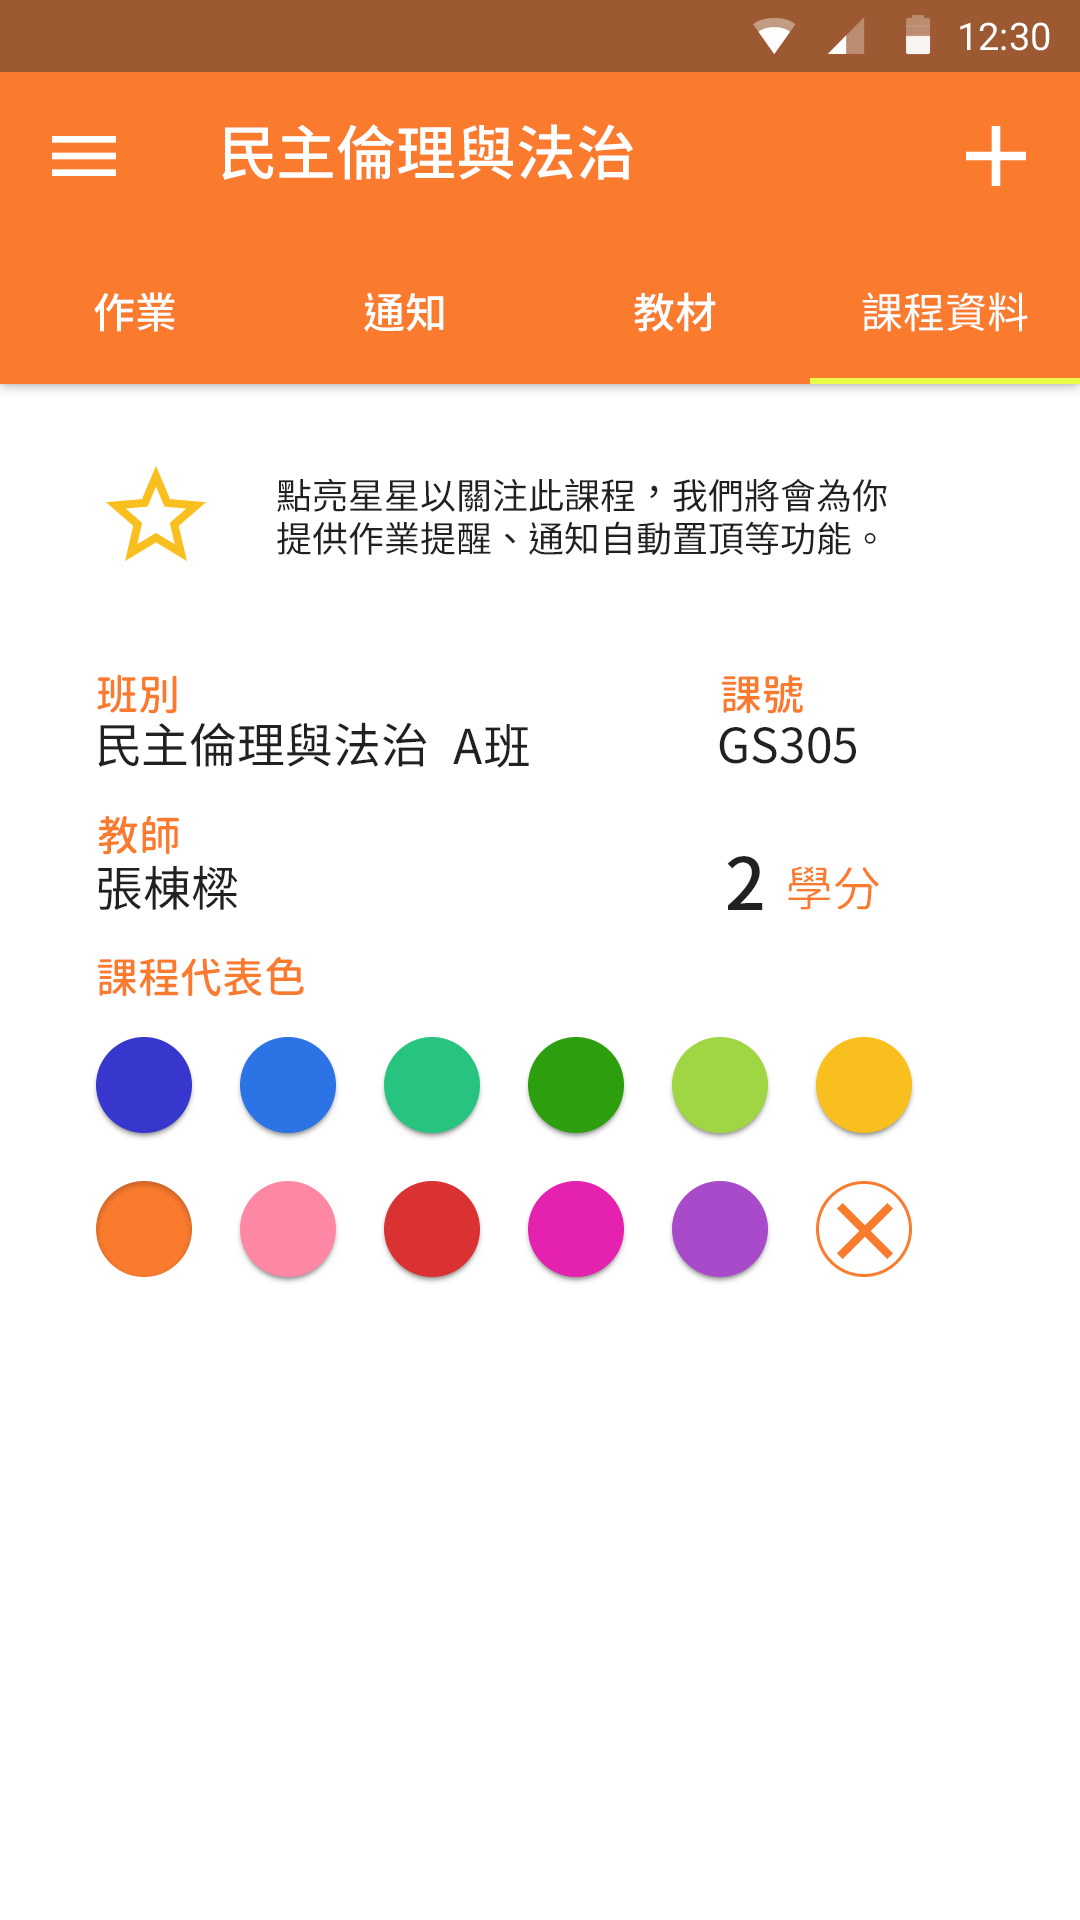 12:30
民主倫理與法治
作業 通知 教材 課程資料
點亮星星以關注此課程，我們將會為你
提供作業提醒、通知自動置頂等功能。
班別 課號
民主倫理與法治 A班 GS305
教師
張棟樑 2 學分
課程代表色